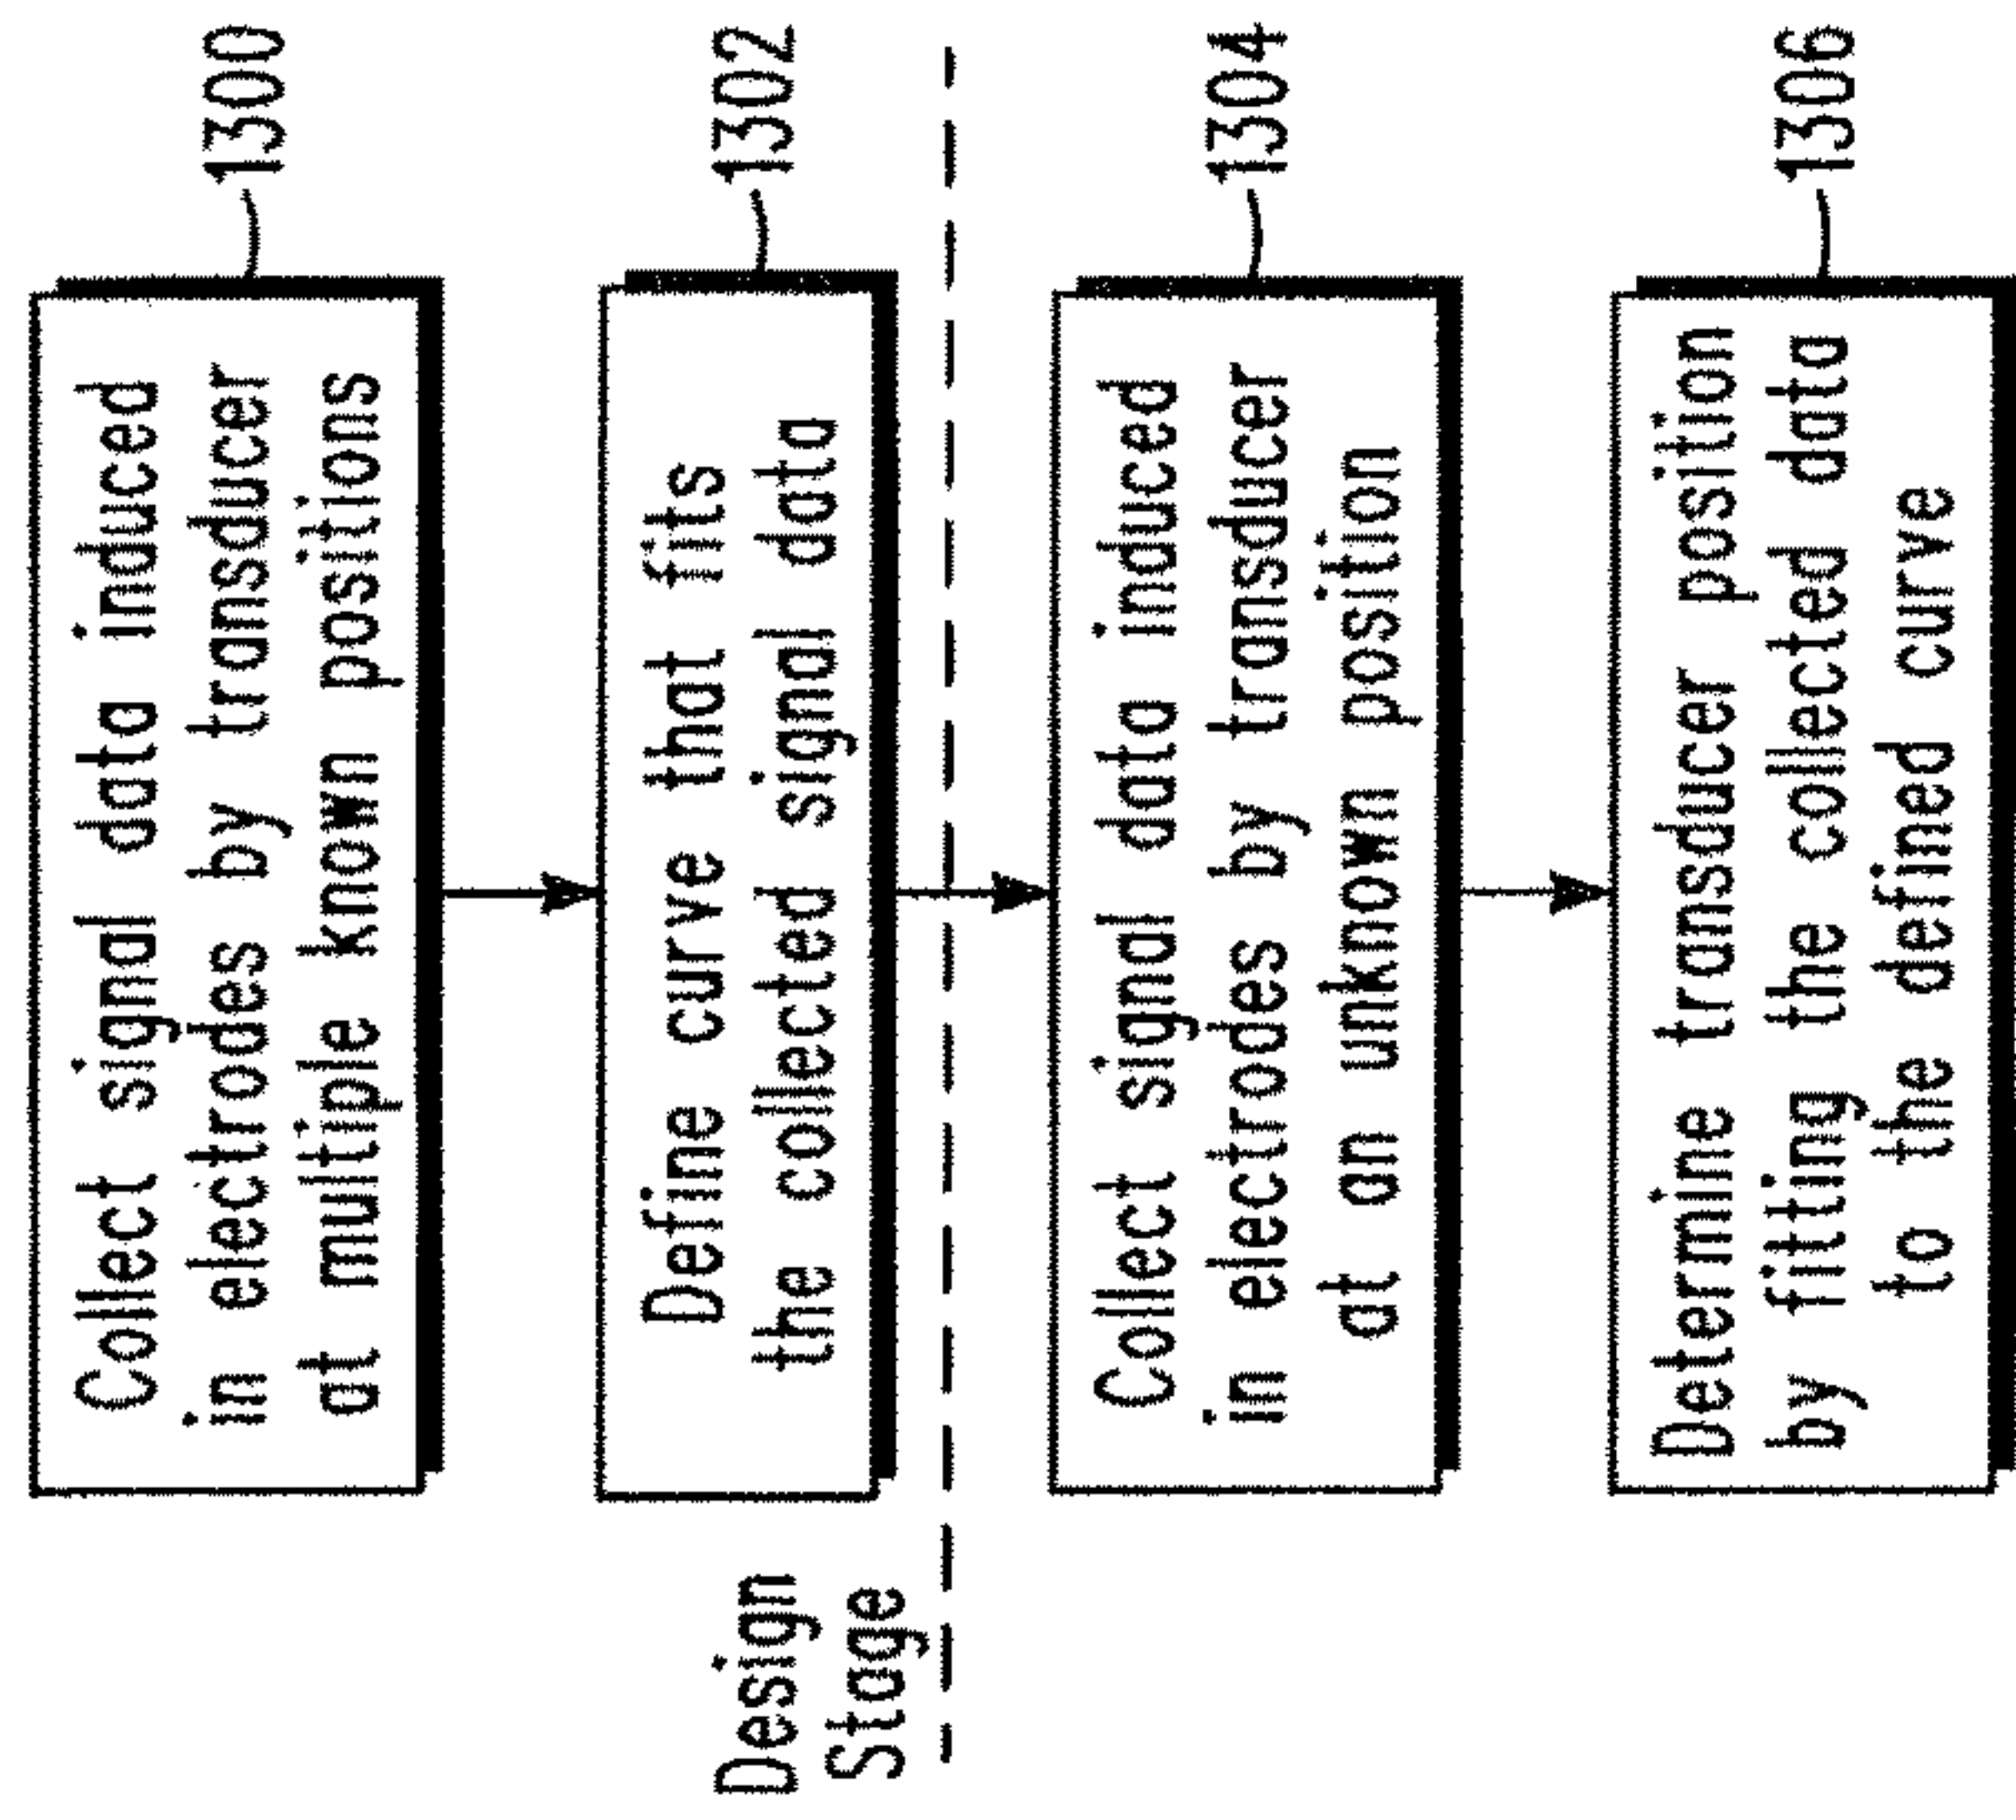 1300
Collect signal data induced
in electrodes by transducer
at multiple known positions
1302
Define curve that fits
the collected signal data
Design
Stage
1304
Collect signal data induced
in electrodes by transducer
at an unknown position
1306
Determine transducer position
by fitting the collected data
to the defined curve